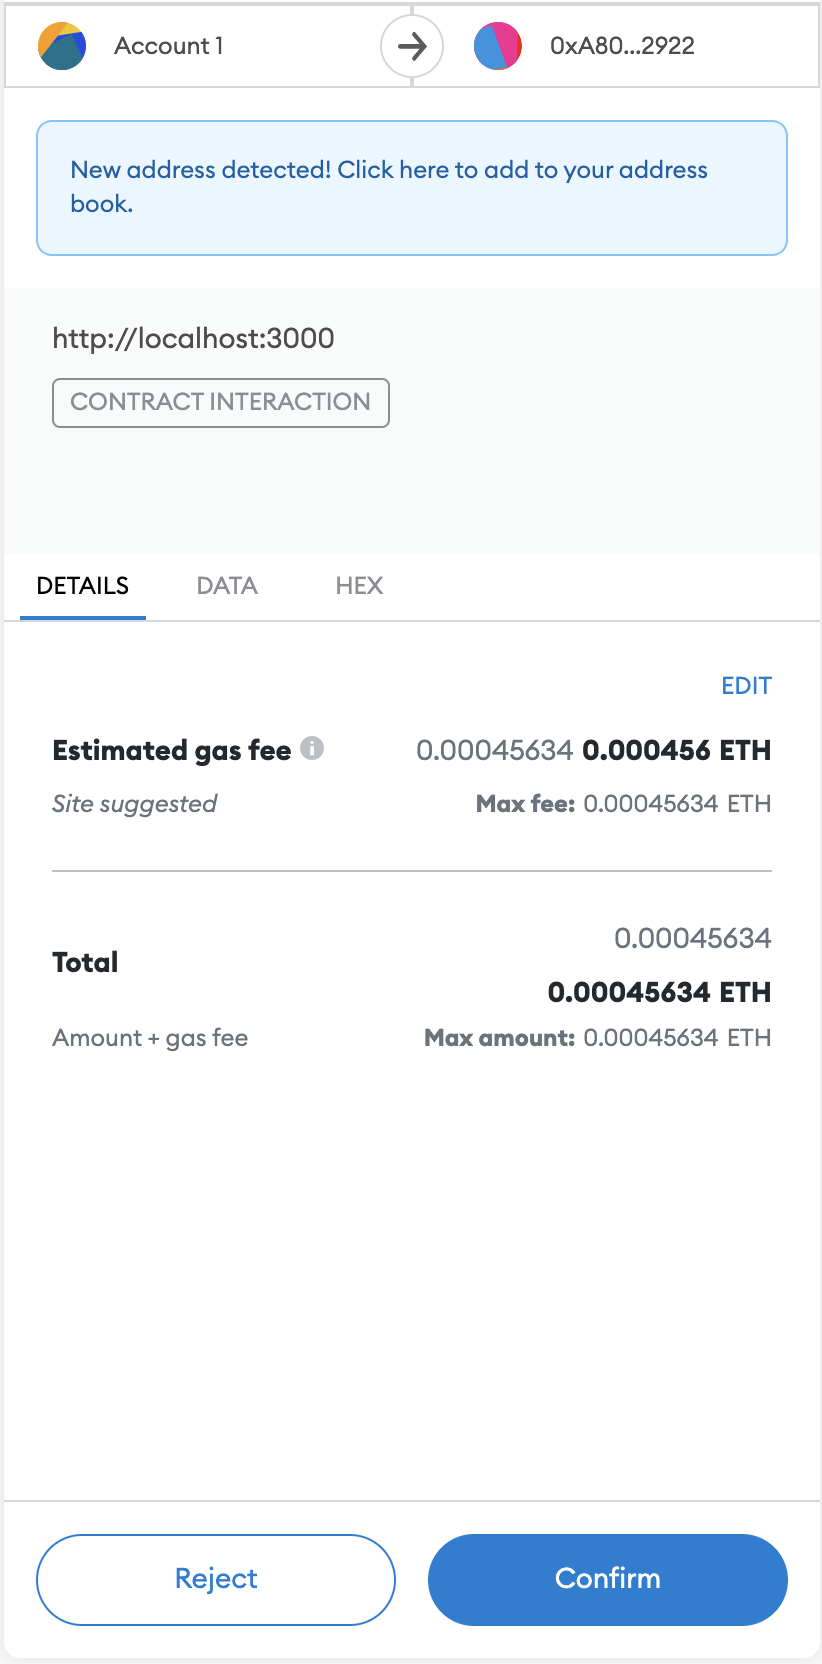 Account 1
0xA80...2922
New address detected! Click here to add to your address
book.
http://localhost:3000
CONTRACT INTERACTION
DETAILS DATA HEX
EDIT
Estimated gas fee 0.00045634 0.000456 ETH
Site suggested Max fee: 0.00045634 ETH
0.00045634
Total
0.00045634 ETH
Amount + gas fee Max amount: 0.00045634 ETH
Reject Confirm